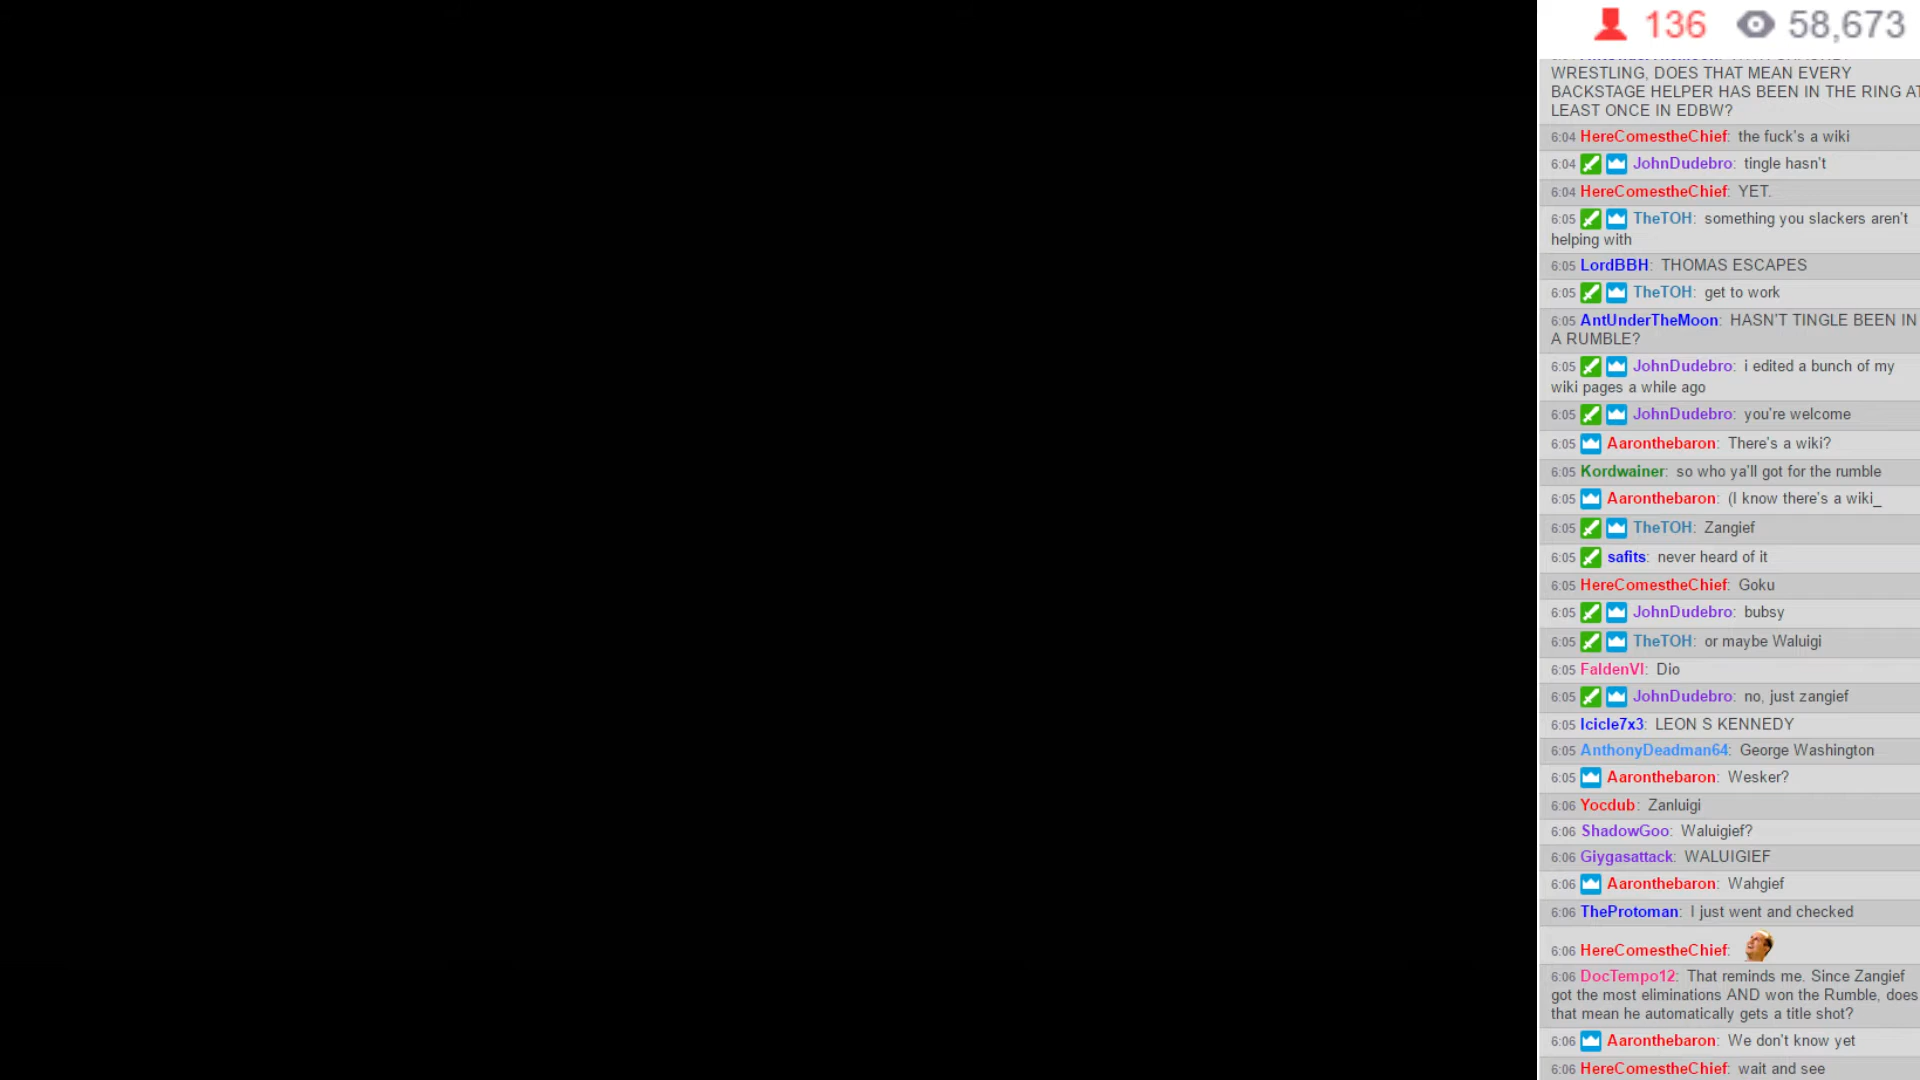 136 58,673
WRESTLING, DOES THAT MEAN EVERY
BACKSTAGE HELPER HAS BEEN IN THE RING AT
LEAST ONCE IN EDBW?
6:04 HereComestheChief: the fuck's a wiki
6:04 JohnDudebro: tingle hasn't
6:04 HereComestheChief: YET.
6:05 TheTOH: something you slackers aren't
helping with
6:05 LordBBH: THOMAS ESCAPES
6:05 TheTOH: get to work
6:05 AntUnderTheMoon: HASN'T TINGLE BEEN IN
A RUMBLE?
6:05 JohnDudebro: i edited a bunch of my
wiki pages a while ago
6:05 JohnDudebro: you're welcome
6:05 Aaronthebaron: There's a wiki?
6:05 Kordwainer: so who ya'll got for the rumble
6:05 Aaronthebaron: (I know there's a wiki_
6:05 TheTOH: Zangief
6:05 safits: never heard of it
6:05 HereComestheChief: Goku
6:05 JohnDudebro: bubsy
6:05 TheTOH: or maybe Waluigi
6:05 FaldenVI: Dio
6:05 JohnDudebro: no, just zangief
6:05 Icicle7x3: LEON S KENNEDY
6:05 AnthonyDeadman64: George Washington
6:05 Aaronthebaron: Wesker?
6:06 Yocdub: Zanluigi
6:06 ShadowGoo: Waluigief?
6:06 Giygasattack: WALUIGIEF
6:06 Aaronthebaron: Wahgief
6:06 TheProtoman: I just went and checked
6:06 HereComestheChief:
6:06 DocTempo12: That reminds me. Since Zangief
got the most eliminations AND won the Rumble, does
that mean he automatically gets a title shot?
6:06 Aaronthebaron: We don't know yet
6:06 HereComestheChief: wait and see